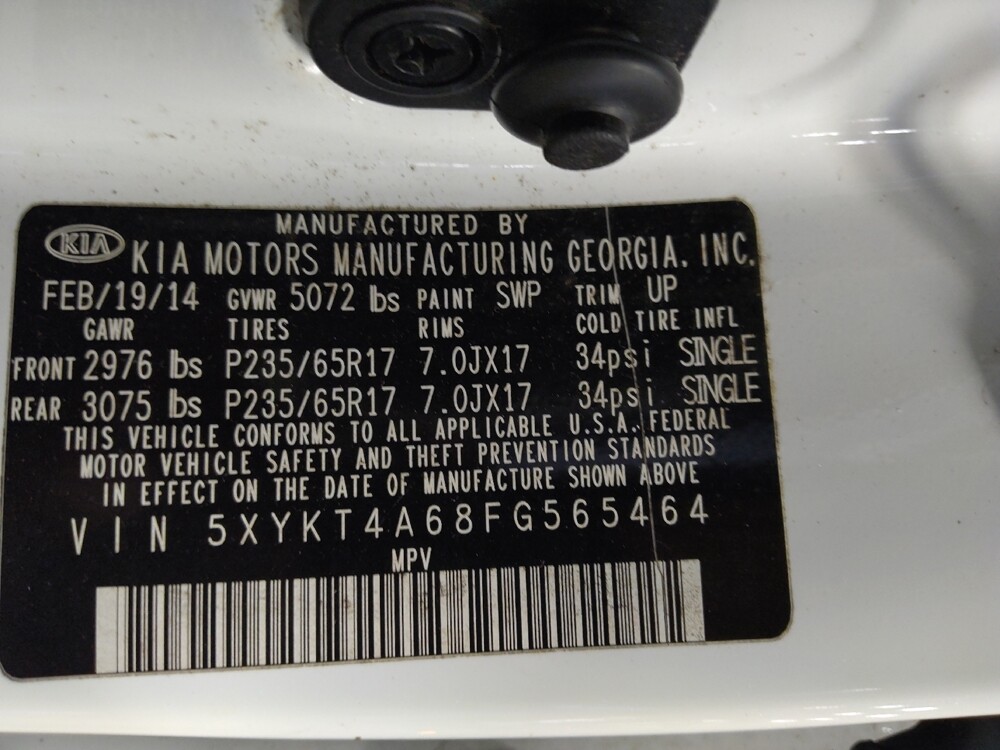 MANUFACTURED BY
KIA KIA MOTORS MANUFACTURING GEORGIA. INC.
FEB/19/14 GVWR 5072 lbs PAINT SWP TRIM UP
GAWR TIRES RIMS COLD TIRE INFL
FRONT 2976 lbs P235/65R17 7.0JX17 34psi SINGLE
REAR 3075 lbs P235/65R17 7.0JX17 34psi SINGLE
THIS VEHICLE CONFORMS TO ALL APPLICABLE U.S.A. FEDERAL
MOTOR VEHICLE SAFETY AND THEFT PREVENTION STANDARDS
IN EFFECT ON THE DATE OF MANUFACTURE SHOWN ABOVE
VIN 5XYKT4A68FG565464
MPV